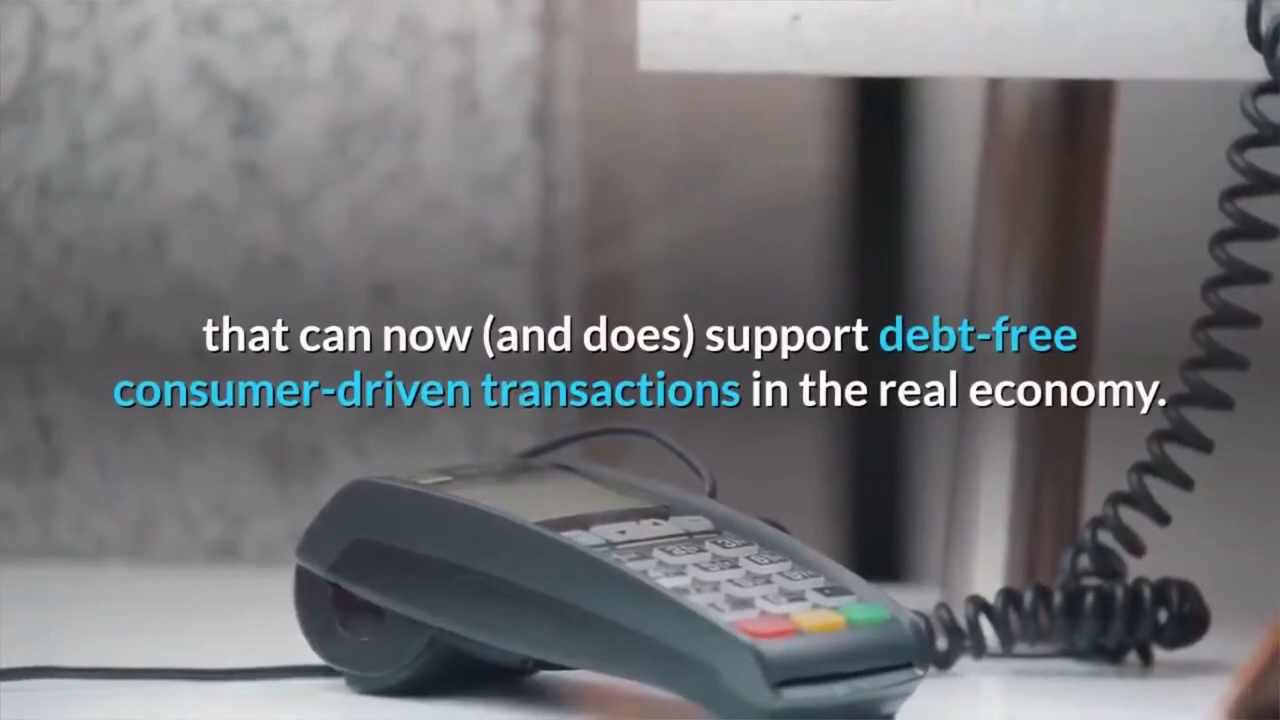 that can now (and does) support debt-free
consumer-driven transactions in the real economy.